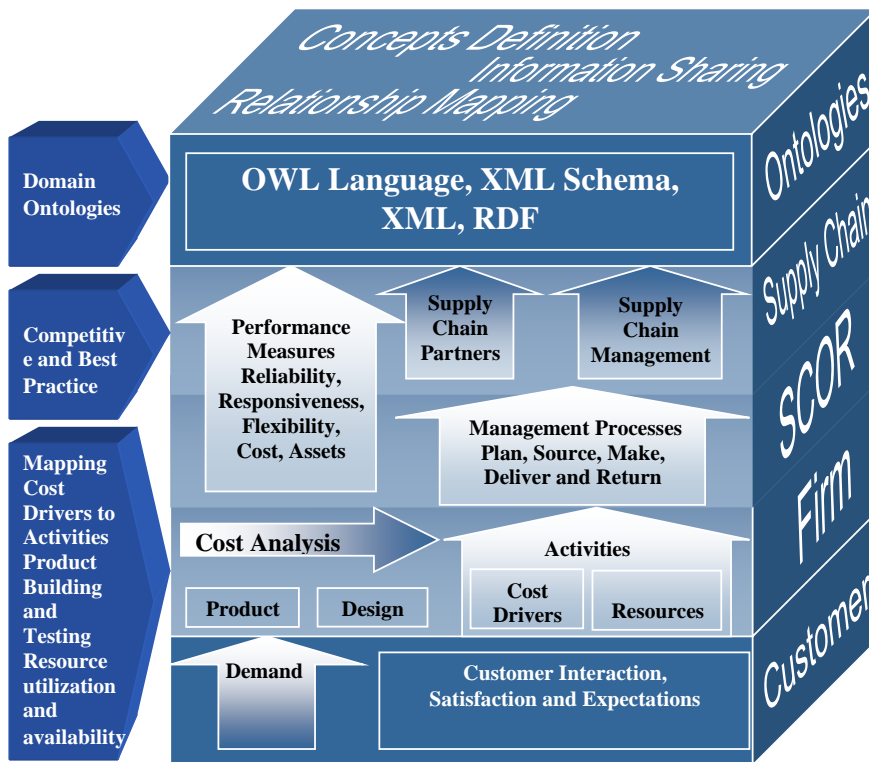 Concepts Definition
Information Sharing
Relationship Mapping
Domain
Ontologies
OWL Language, XML Schema,
XML, RDF
Ontologies
Competitiv
e and Best
Practice
Performance
Measures
Reliability,
Responsiveness,
Flexibility,
Cost, Assets
Supply
Chain
Partners
Supply
Chain
Management
Supply Chain
Management Processes
Plan, Source, Make,
Deliver and Return
SCOR
Mapping
Cost
Drivers to
Activities
Product
Building
and
Testing
Resource
utilization
and
availability
Cost Analysis
Product
Design
Activities
Cost
Drivers
Resources
Firm
Demand
Customer Interaction,
Satisfaction and Expectations
Customer